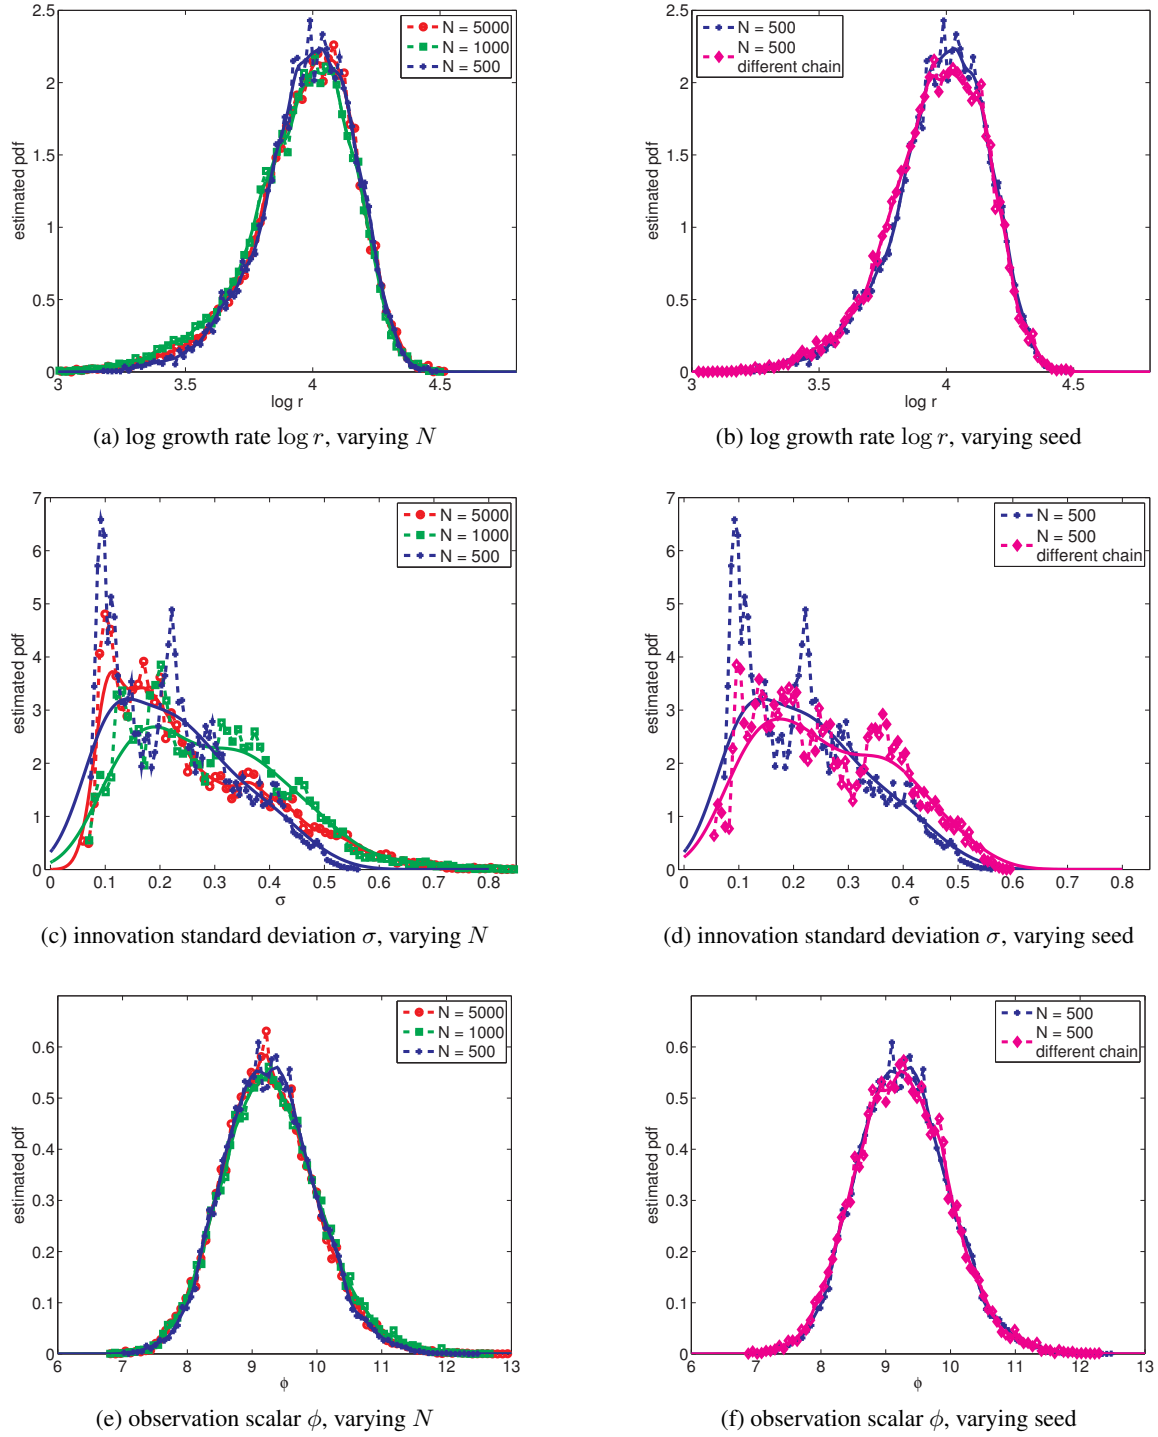 2.5
2
1.5
1
0.5
0
3
3.5
4
4.5
estimated pdf
log r
N = 5000
N = 1000
N = 500
(a) log growth rate log r, varying N
2.5
2
1.5
1
0.5
0
3
3.5
4
4.5
estimated pdf
log r
N = 500
N = 500
different chain
(b) log growth rate log r, varying seed
7
6
5
4
3
2
1
0
0
0.1
0.2
0.3
0.4
0.5
0.6
0.7
0.8
estimated pdf
σ
N = 5000
N = 1000
N = 500
(c) innovation standard deviation σ, varying N
7
6
5
4
3
2
1
0
0
0.1
0.2
0.3
0.4
0.5
0.6
0.7
0.8
estimated pdf
σ
N = 500
N = 500
different chain
(d) innovation standard deviation σ, varying seed
0.6
0.5
0.4
0.3
0.2
0.1
0
6
7
8
9
10
11
12
13
estimated pdf
ϕ
N = 5000
N = 1000
N = 500
(e) observation scalar ϕ, varying N
0.6
0.5
0.4
0.3
0.2
0.1
0
6
7
8
9
10
11
12
13
estimated pdf
ϕ
N = 500
N = 500
different chain
(f) observation scalar ϕ, varying seed